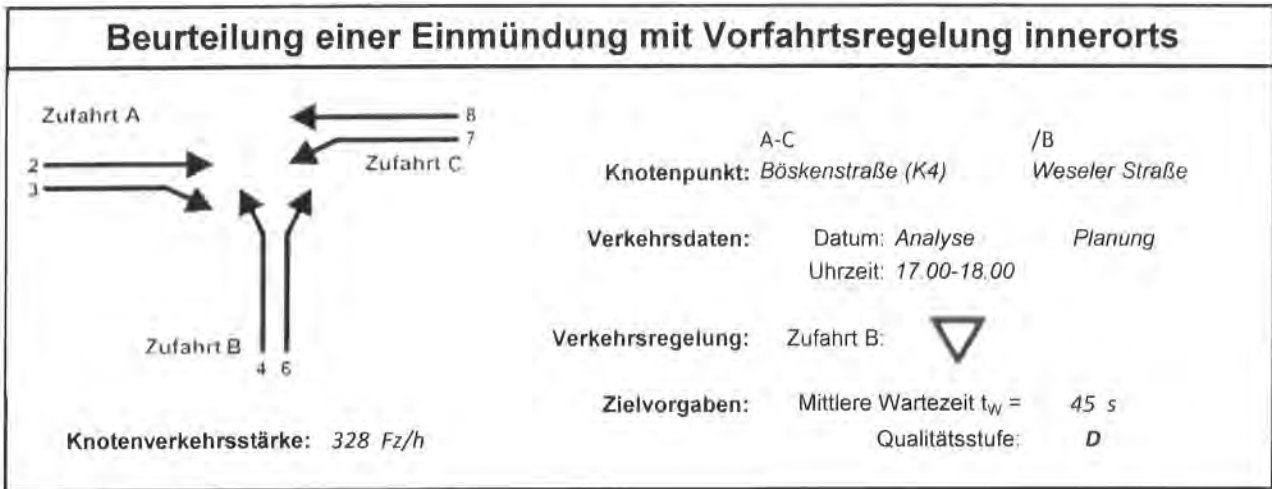 Beurteilung einer Einmündung mit Vorfahrtsregelung innerorts
Zufahrt A
8
7
Zufahrt C
2
3
Zufahrt B
4 6
Knotenverkehrsstärke: 328 Fz/h
A-C /B
Knotenpunkt: Böskenstraße (K4) Weseler Straße
Verkehrsdaten: Datum: Analyse Planung
Uhrzeit: 17.00-18.00
Verkehrsregelung: Zufahrt B:
Zielvorgaben: Mittlere Wartezeit tW = 45 s
Qualitätsstufe: D